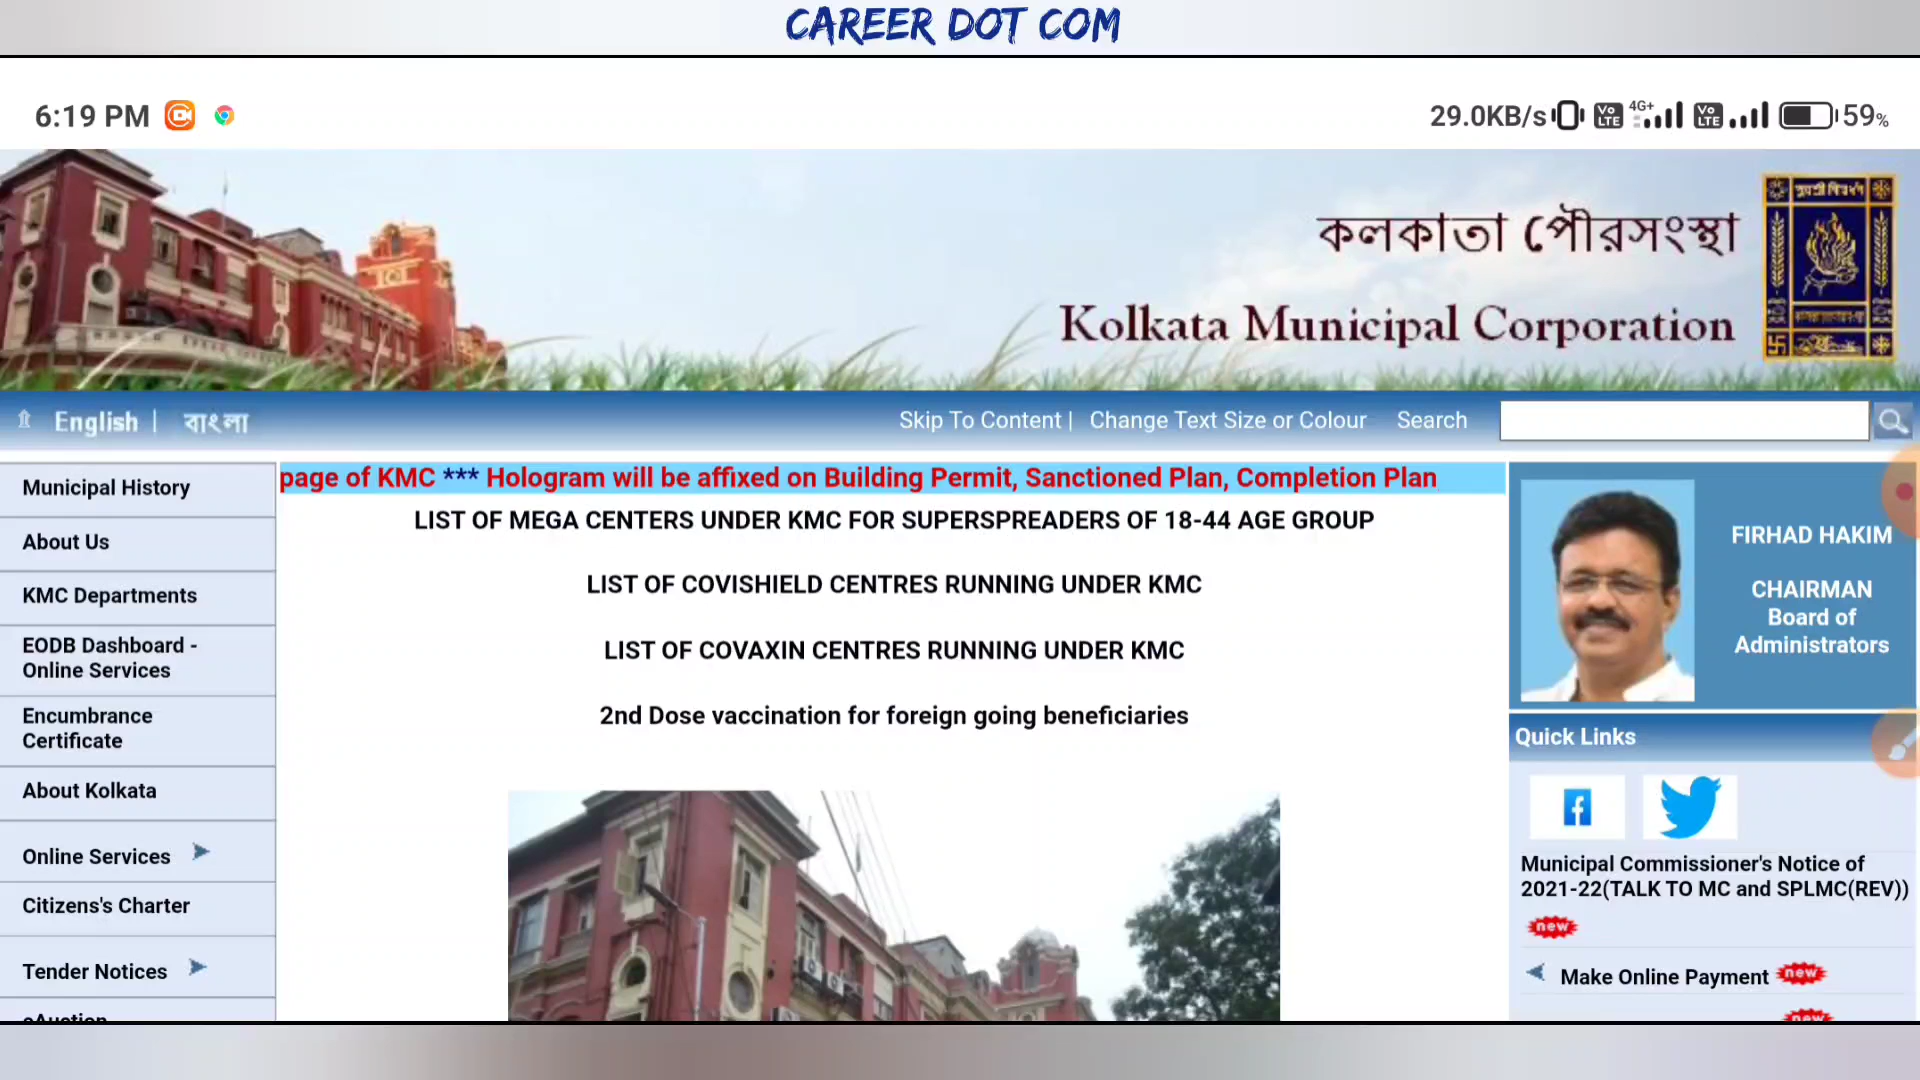 CAREER DOT COM
6:19 PM
29.0KB/s Vo LTE 4G+ Vo LTE 59%
কলকাতা পৌরসংস্থা
Kolkata Municipal Corporation
English | বাংলা
Skip To Content | Change Text Size or Colour Search
page of KMC *** Hologram will be affixed on Building Permit, Sanctioned Plan, Completion Plan
Municipal History
About Us
KMC Departments
EODB Dashboard -
Online Services
Encumbrance
Certificate
About Kolkata
Online Services
Citizens's Charter
Tender Notices
eAuction
LIST OF MEGA CENTERS UNDER KMC FOR SUPERSPREADERS OF 18-44 AGE GROUP
LIST OF COVISHIELD CENTRES RUNNING UNDER KMC
LIST OF COVAXIN CENTRES RUNNING UNDER KMC
2nd Dose vaccination for foreign going beneficiaries
FIRHAD HAKIM
CHAIRMAN
Board of
Administrators
Quick Links
Municipal Commissioner's Notice of
2021-22(TALK TO MC and SPLMC(REV))
new
Make Online Payment new
new